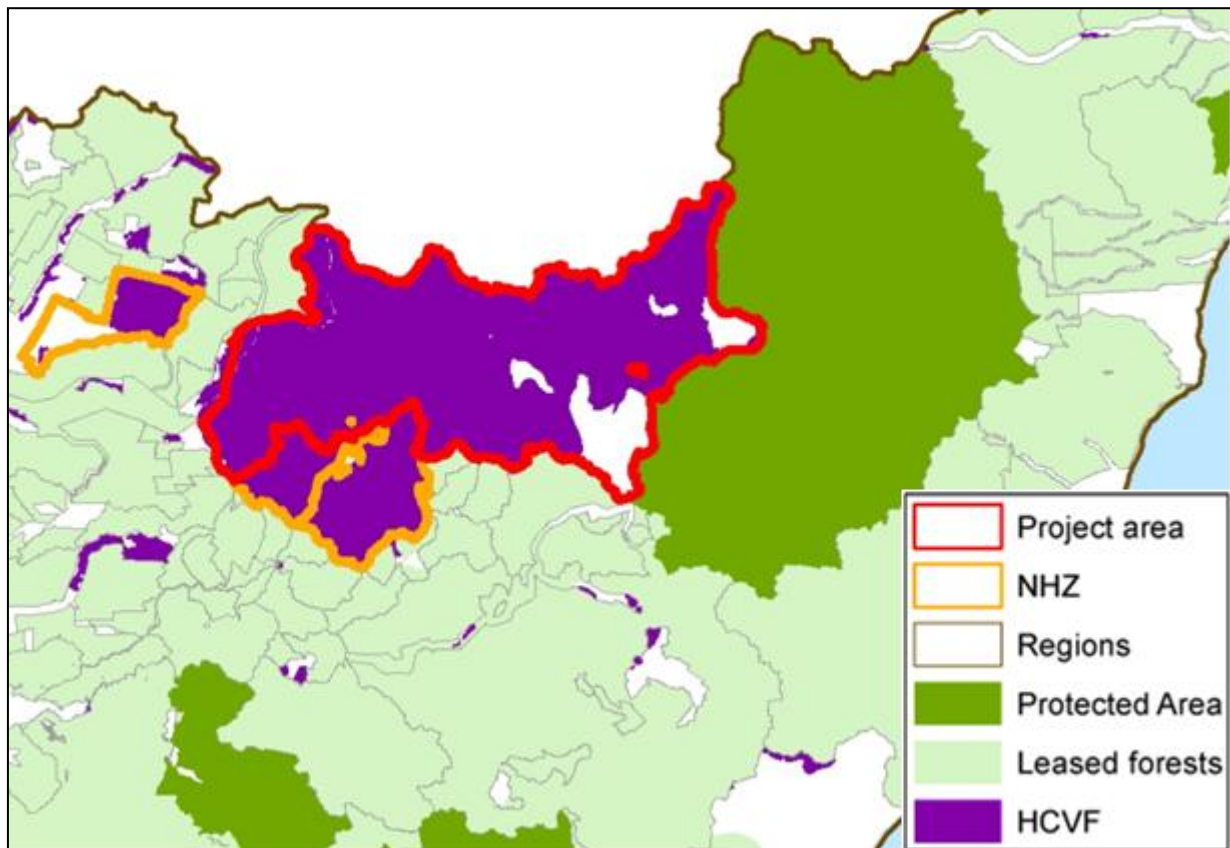 Project area
NHZ
Regions
Protected Area
Leased forests
HCVF